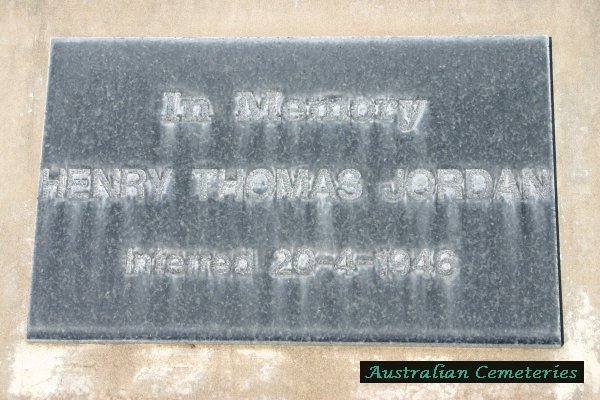 In Memory
HENRY THOMAS JORDAN
Interred 20-4-1946
Australian Cemeteries